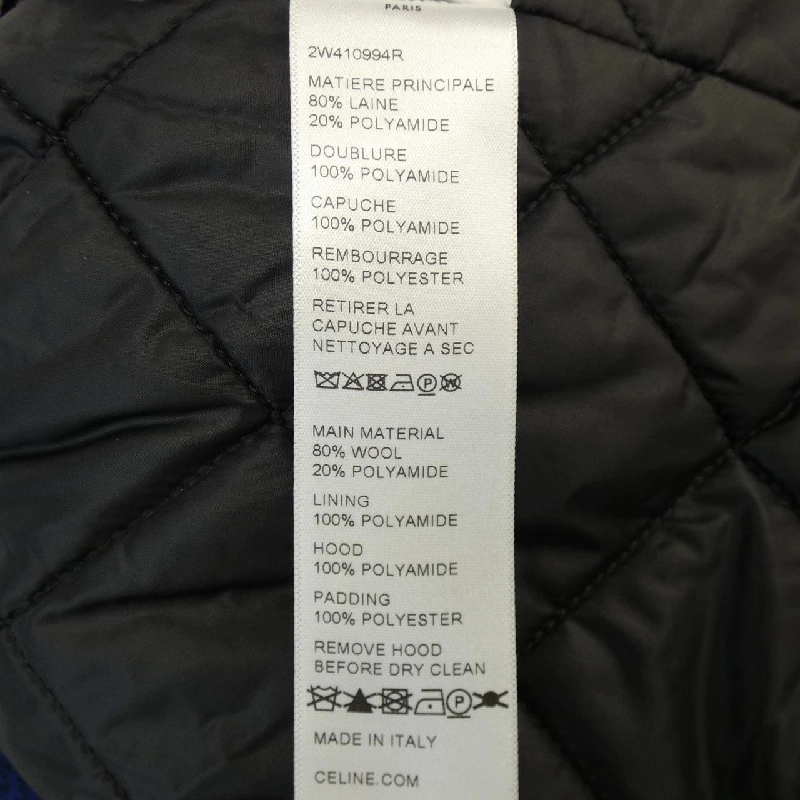 PARIS
2W410994R
MATIERE PRINCIPALE
80% LAINE
20% POLYAMIDE
DOUBLURE
100% POLYAMIDE
CAPUCHE
100% POLYAMIDE
REMBOURRAGE
100% POLYESTER
RETIRER LA
CAPUCHE AVANT
NETTOYAGE A SEC
P W
MAIN MATERIAL
80% WOOL
20% POLYAMIDE
LINING
100% POLYAMIDE
HOOD
100% POLYAMIDE
PADDING
100% POLYESTER
REMOVE HOOD
BEFORE DRY CLEAN
P
MADE IN ITALY
CELINE.COM